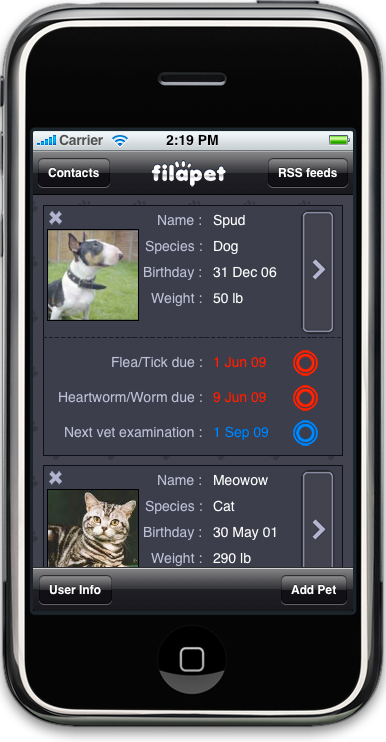 Carrier 2:19 PM
Contacts filapet RSS feeds
Name : Spud
Species : Dog
Birthday : 31 Dec 06
Weight : 50 lb
Flea/Tick due : 1 Jun 09
Heartworm/Worm due : 9 Jun 09
Next vet examination : 1 Sep 09
Name : Meowow
Species : Cat
Birthday : 30 May 01
Weight : 290 lb
User Info Add Pet